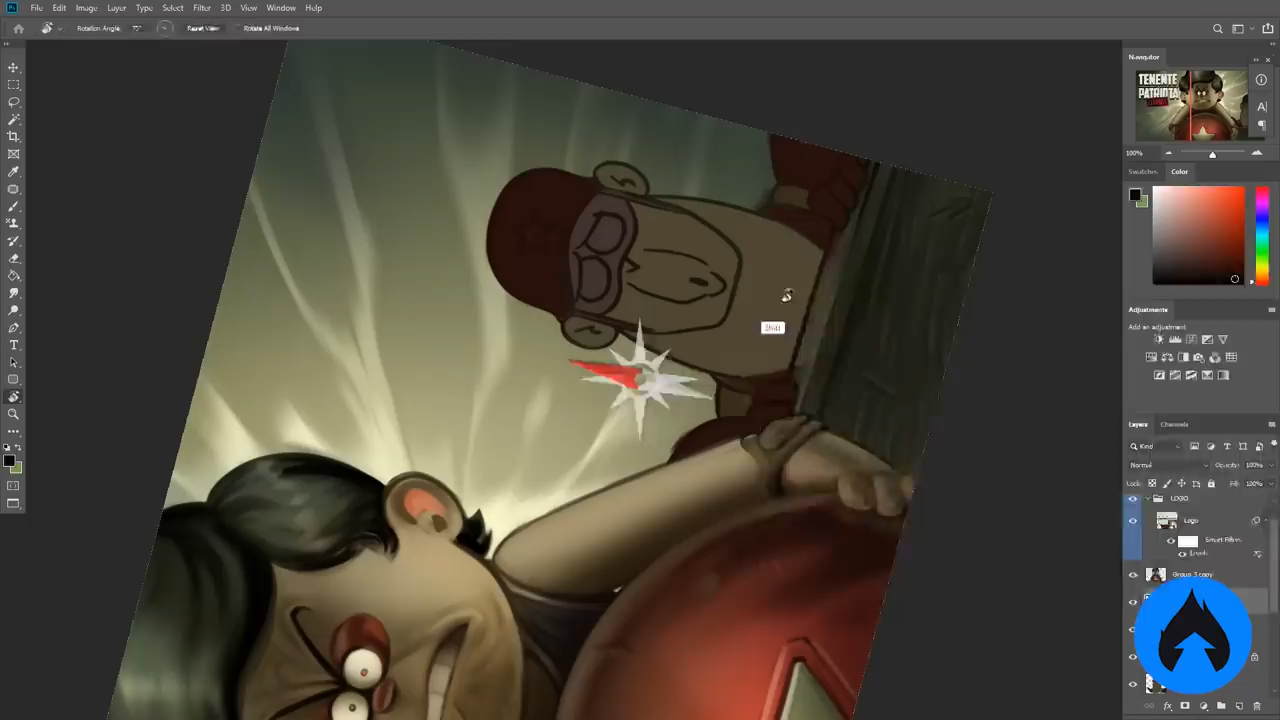 Ps File Edit Image Layer Type Select Filter 3D View Window Help
Rotation Angle: Reset View Rotate All Windows
Navigator
TENENTE
PATRIOTA
100%
Swatches Color
Adjustments
Add an adjustment
Layers Channels
Kind
Normal Opacity: 100%
Lock: Fill: 100%
LOGO
Logo
Smart Filters
Levels
Group 3 copy